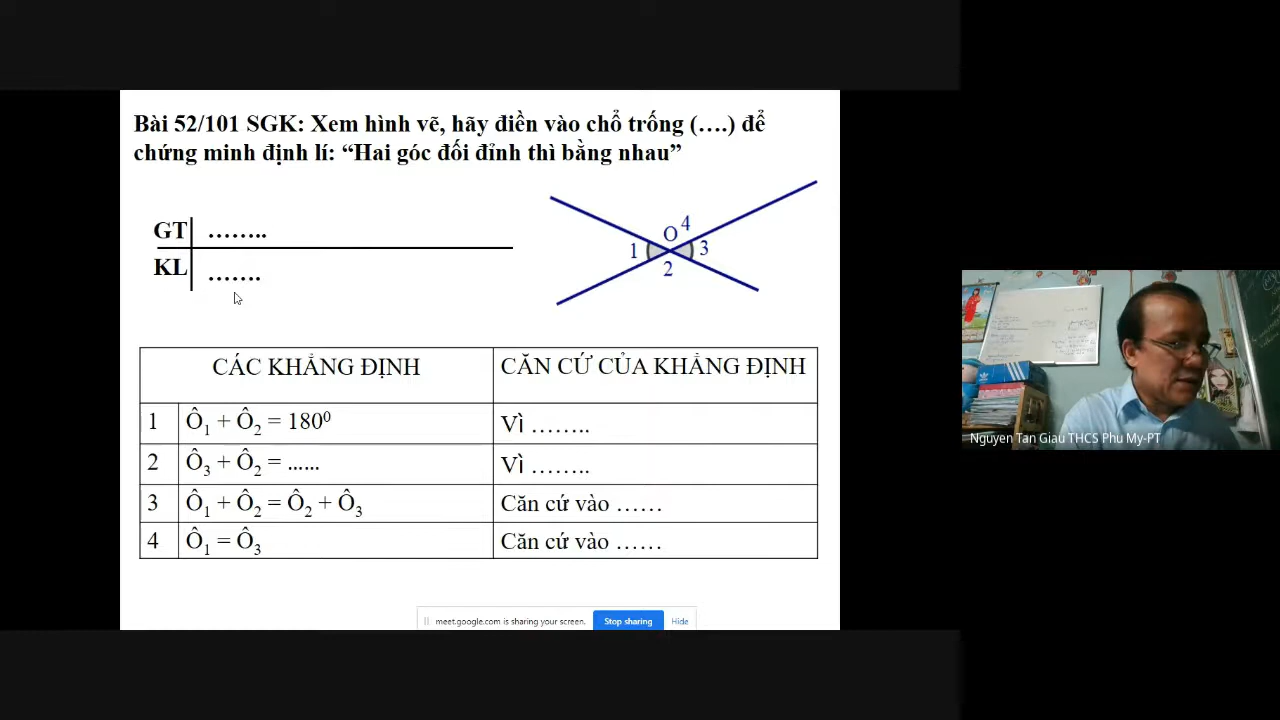 Bài 52/101 SGK: Xem hình vẽ, hãy điền vào chổ trống (….) để
chứng minh định lí: “Hai góc đối đỉnh thì bằng nhau”
GT ……..
KL …….
O 4
1 3
2
CÁC KHẲNG ĐỊNH CĂN CỨ CỦA KHẲNG ĐỊNH
1 Ô₁ + Ô₂ = 180⁰ Vì ……..
2 Ô₃ + Ô₂ = ...... Vì ……..
3 Ô₁ + Ô₂ = Ô₂ + Ô₃ Căn cứ vào ……
4 Ô₁ = Ô₃ Căn cứ vào ……
meet.google.com is sharing your screen. Stop sharing Hide
Nguyen Tan Giau THCS Phu My-PT